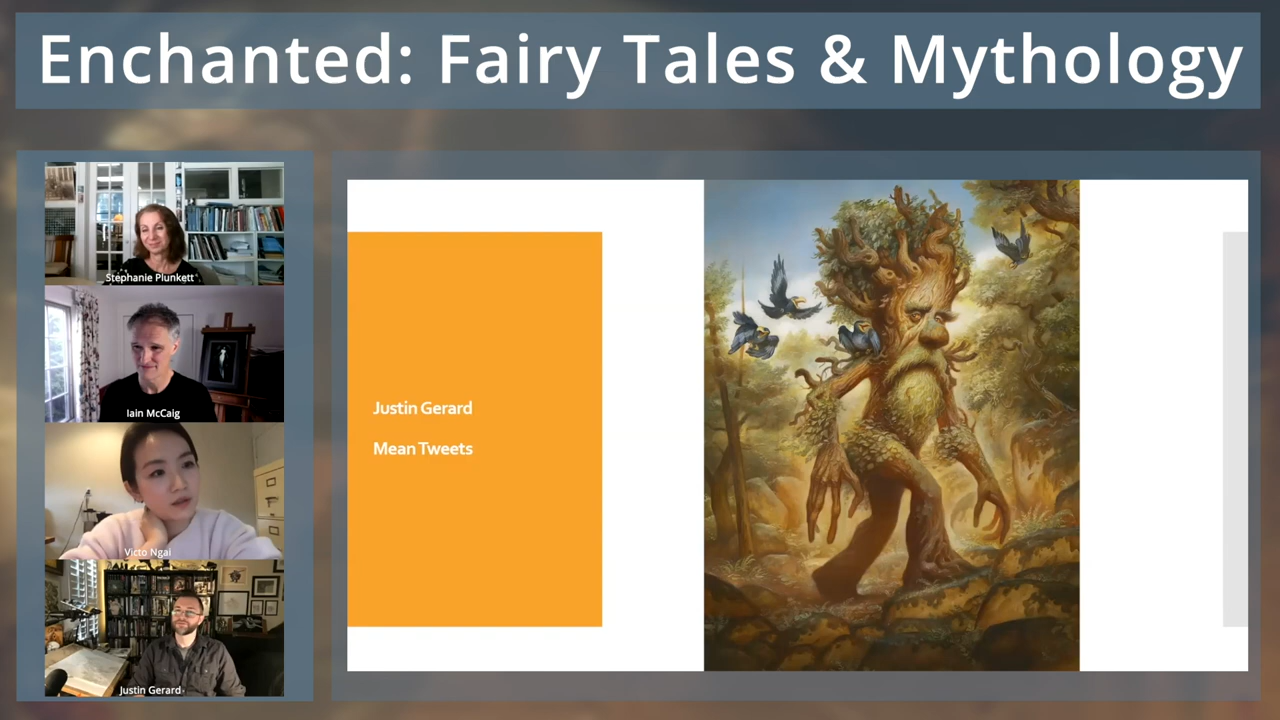 Enchanted: Fairy Tales & Mythology
Stephanie Plunkett
Iain McCaig
Victo Ngai
Justin Gerard
Justin Gerard
Mean Tweets